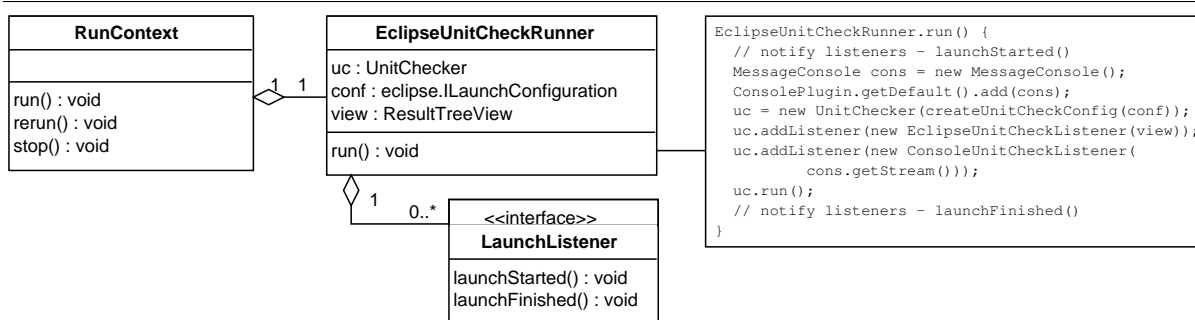 RunContext
run() : void
rerun() : void
stop() : void
1
1
EclipseUnitCheckRunner
uc : UnitChecker
conf : eclipse.ILaunchConfiguration
view : ResultTreeView
run() : void
1
0..*
<<interface>>
LaunchListener
launchStarted() : void
launchFinished() : void
EclipseUnitCheckRunner.run() {
// notify listeners – launchStarted()
MessageConsole cons = new MessageConsole();
ConsolePlugin.getDefault().add(cons);
uc = new UnitChecker(createUnitCheckConfig(conf));
uc.addListener(new EclipseUnitCheckListener(view));
uc.addListener(new ConsoleUnitCheckListener(
cons.getStream()));
uc.run();
// notify listeners – launchFinished()
}